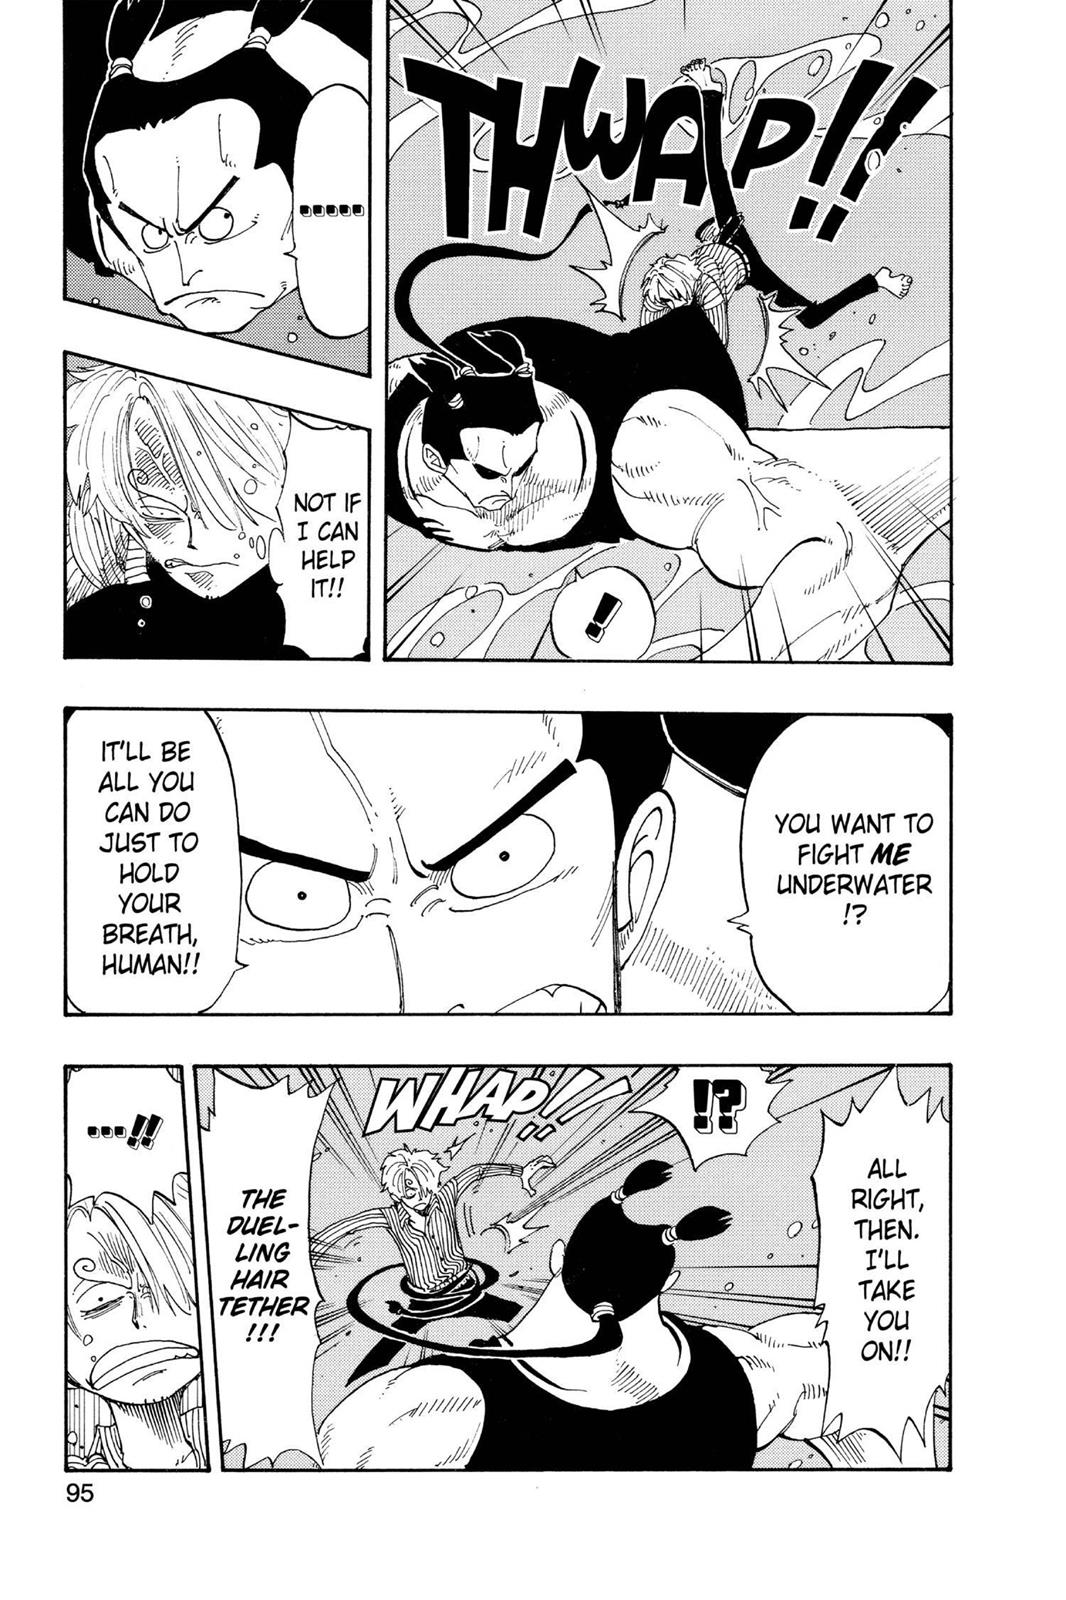 THWAP!!
!!
......
NOT IF
I CAN
HELP
IT!!
YOU WANT TO
FIGHT ME
UNDERWATER
!?
IT'LL BE
ALL YOU
CAN DO
JUST TO
HOLD
YOUR
BREATH,
HUMAN!!
ALL
RIGHT,
THEN.
I'LL
TAKE
YOU
ON!!
!?
WHAP!!
THE
DUEL-
LING
HAIR
TETHER
!!!
...!!
95